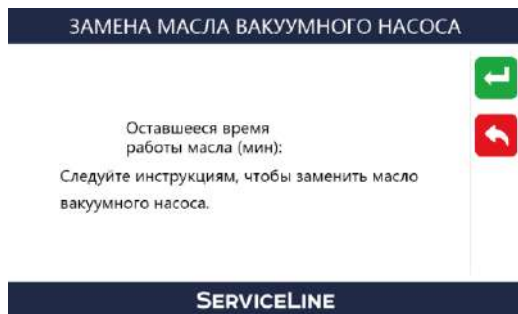 ЗАМЕНА МАСЛА ВАКУУМНОГО НАСОСА
Оставшееся время
работы масла (мин):
Следуйте инструкциям, чтобы заменить масло
вакуумного насоса.
SERVICELINE